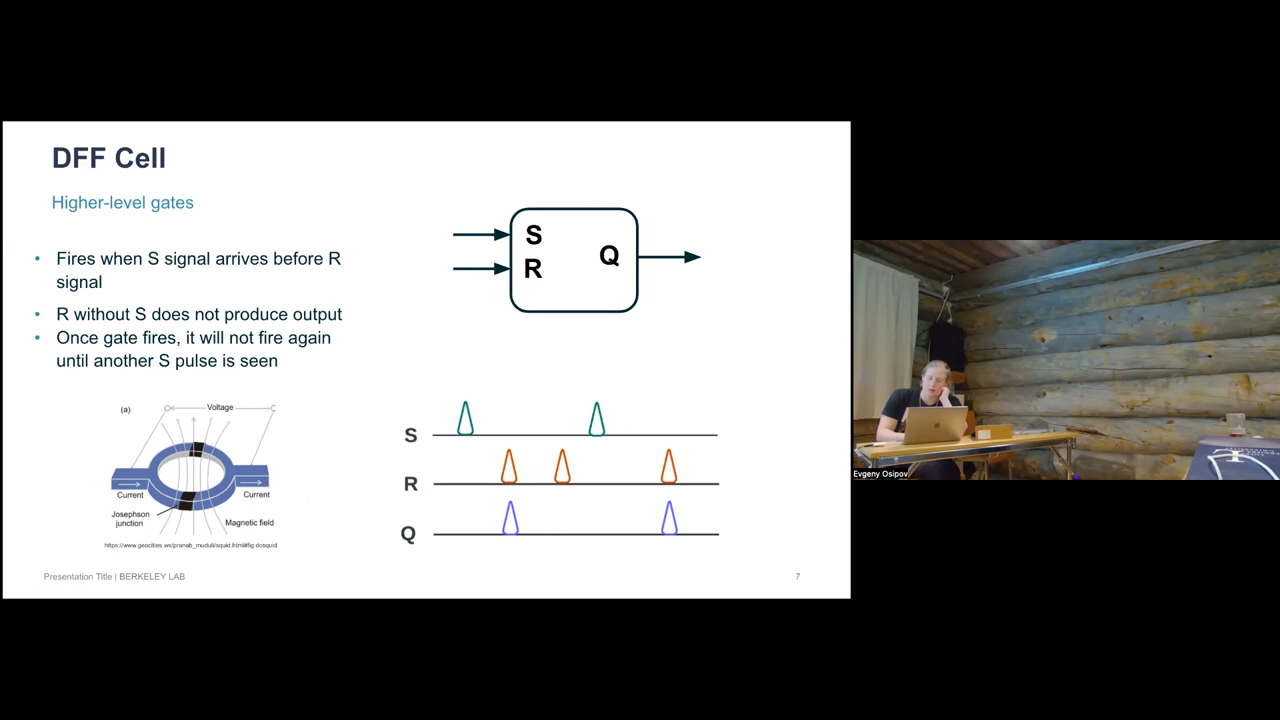 DFF Cell
Higher-level gates
• Fires when S signal arrives before R
signal
• R without S does not produce output
• Once gate fires, it will not fire again
until another S pulse is seen
S
R
Q
(a)
Voltage
Current
Current
Josephson
junction
Magnetic field
https://www.geocities.ws/pranab_muduli/squid.html#fig:dcsquid
S
R
Q
Presentation Title | BERKELEY LAB
7
Evgeny Osipov